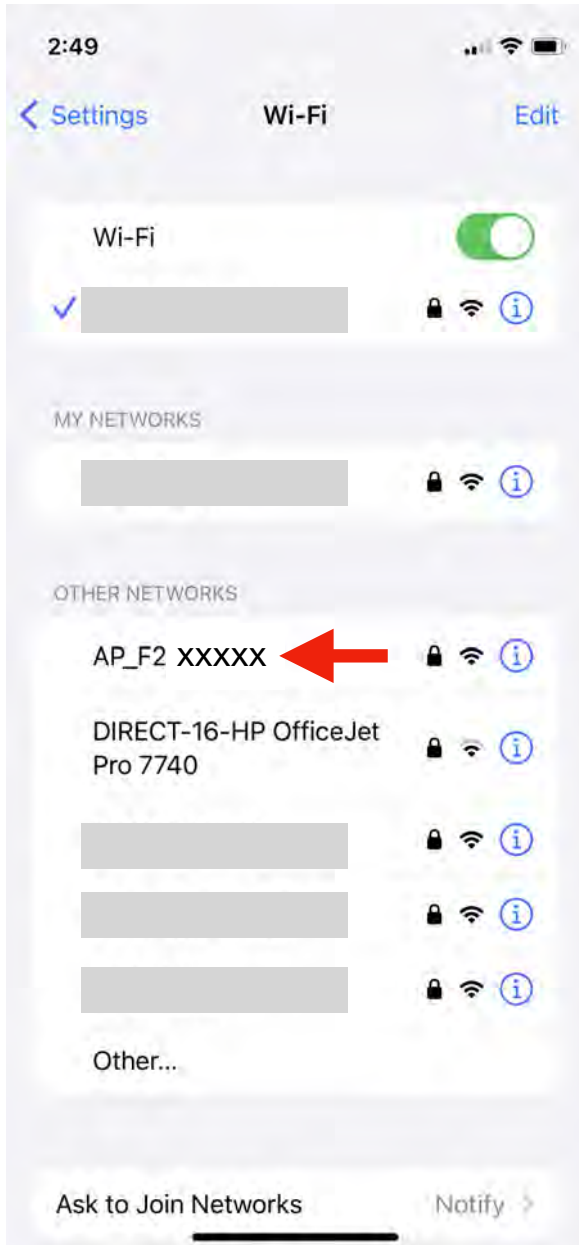 2:49
Settings Wi-Fi Edit
Wi-Fi
MY NETWORKS
OTHER NETWORKS
AP_F2 XXXXX
DIRECT-16-HP OfficeJet
Pro 7740
Other...
Ask to Join Networks Notify